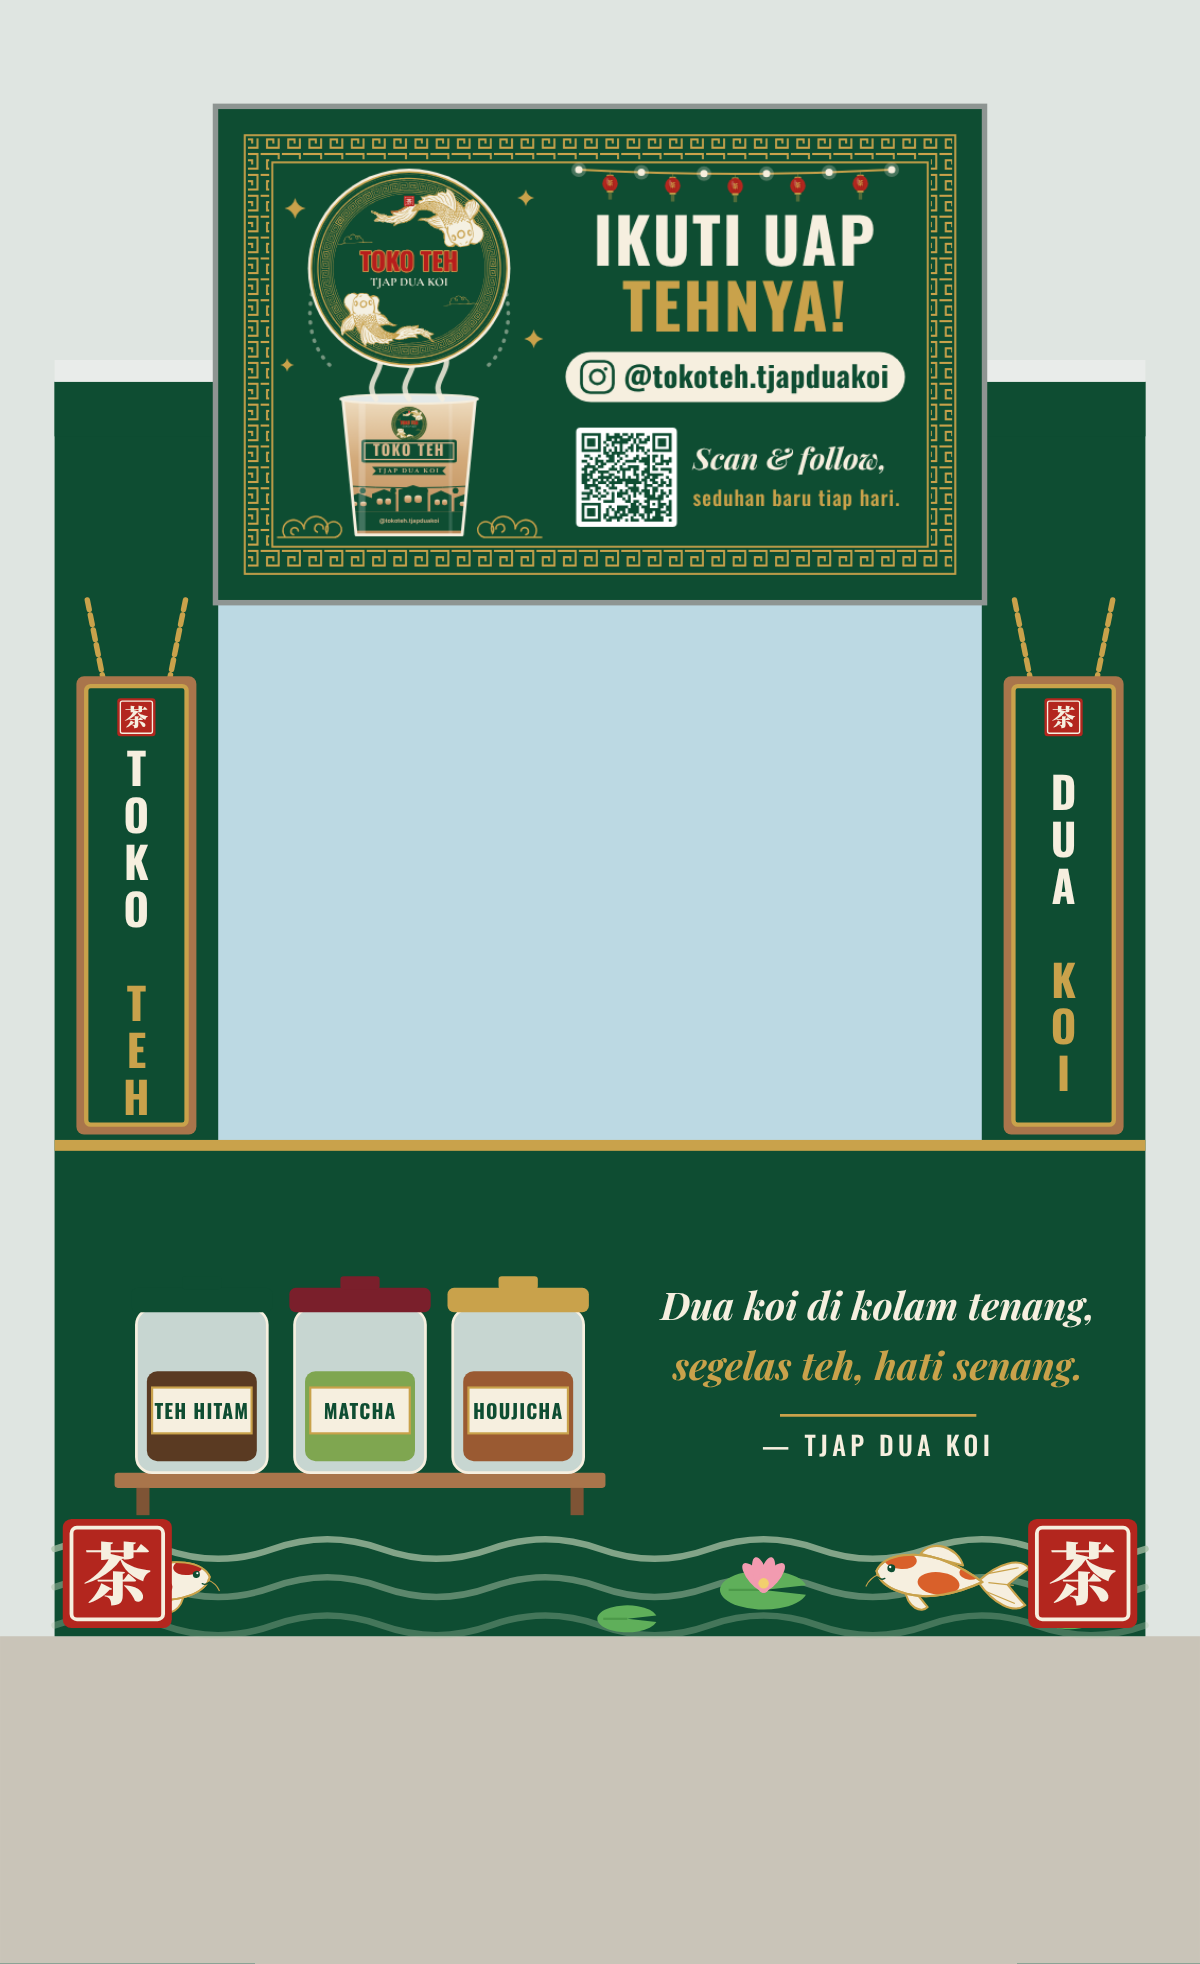 茶
TOKO TEH
TJAP DUA KOI
IKUTI UAP
TEHNYA!
@tokoteh.tjapduakoi
TOKO TEH
TJAP DUA KOI
@tokoteh.tjapduakoi
Scan & follow,
seduhan baru tiap hari.
茶
TOKO TEH
茶
DUA KOI
TEH HITAM
MATCHA
HOUJICHA
Dua koi di kolam tenang,
segelas teh, hati senang.
— TJAP DUA KOI
茶
茶